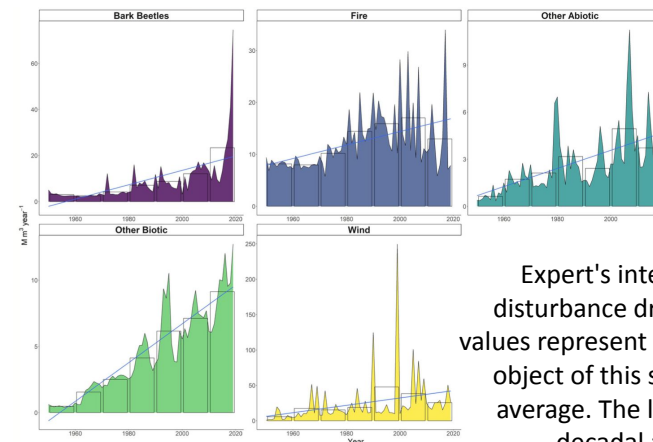 Bark Beetles
Fire
Other Abiotic
60
40
20
0
30
20
10
0
9
6
3
0
1960 1980 2000 2020
1960 1980 2000 2020
1960 1980 2000
M m³ year⁻¹
Other Biotic
Wind
10
5
0
250
200
150
100
50
0
1960 1980 2000 2020
1960 1980 2000 2020
Year
Expert's inte
disturbance dr
values represent
object of this s
average. The l